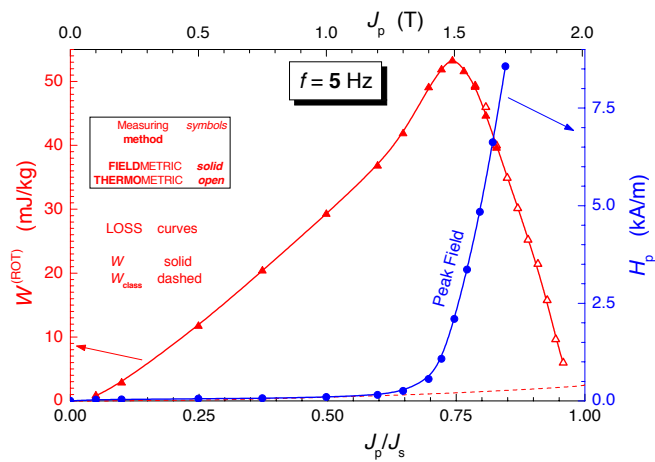 J_p (T)
0.0 0.5 1.0 1.5 2.0
f = 5 Hz
Measuring symbols
method
FIELDMETRIC solid
THERMOMETRIC open
LOSS curves
W solid
W_class dashed
Peak Field
W^(ROT) (mJ/kg)
50
40
30
20
10
0
H_p (kA/m)
7.5
5.0
2.5
0.0
0.00 0.25 0.50 0.75 1.00
J_p/J_s